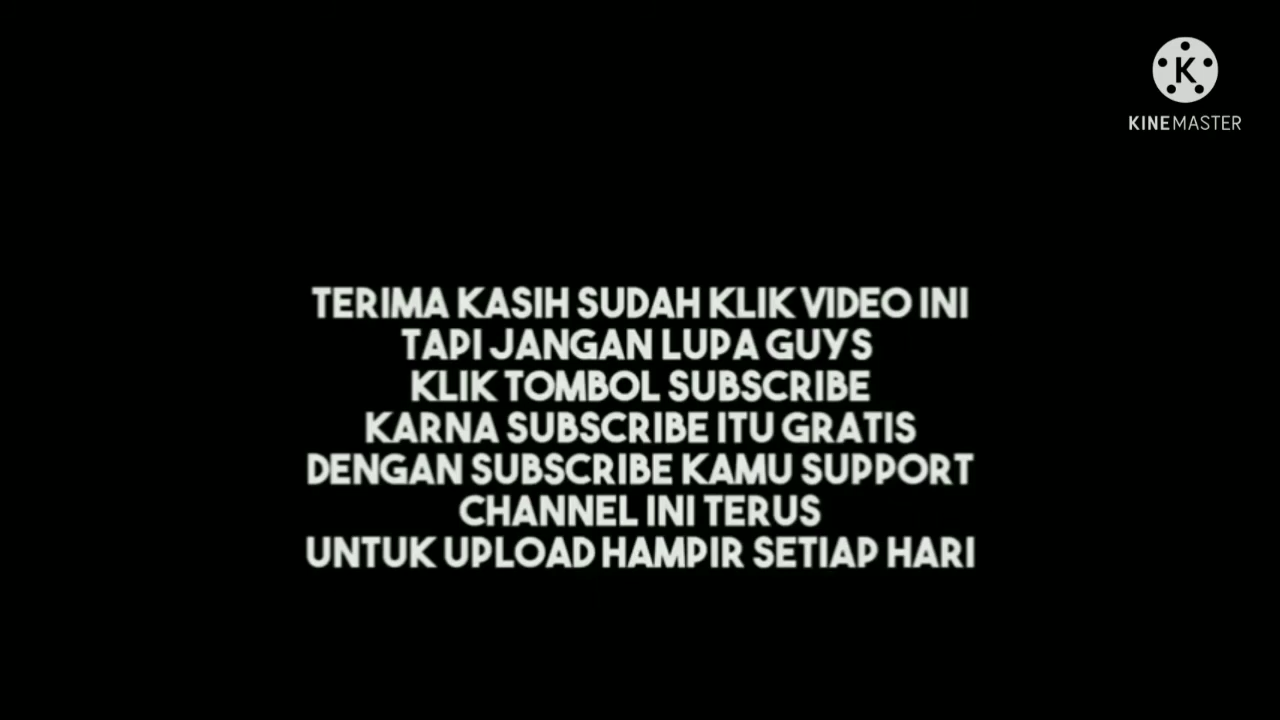 K
KINEMASTER
TERIMA KASIH SUDAH KLIK VIDEO INI
TAPI JANGAN LUPA GUYS
KLIK TOMBOL SUBSCRIBE
KARNA SUBSCRIBE ITU GRATIS
DENGAN SUBSCRIBE KAMU SUPPORT
CHANNEL INI TERUS
UNTUK UPLOAD HAMPIR SETIAP HARI